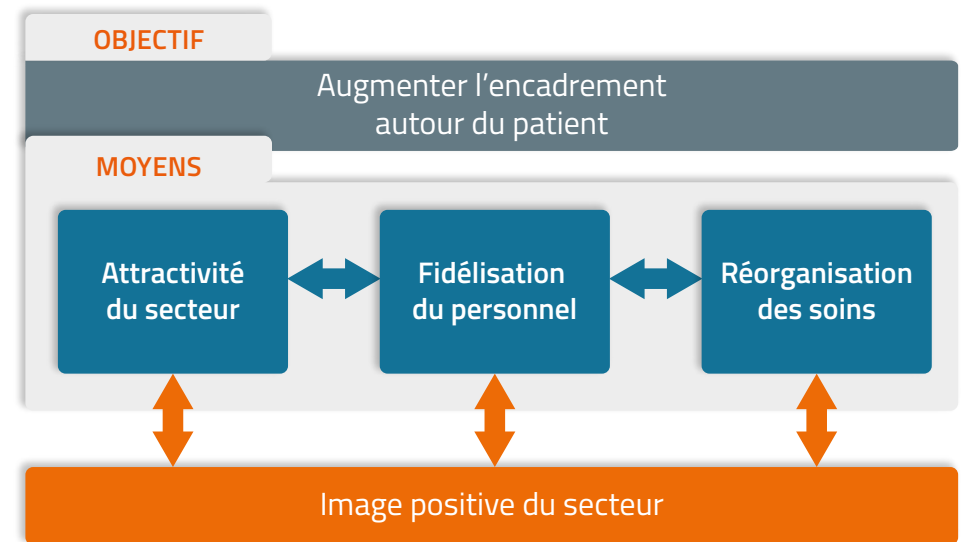 OBJECTIF
Augmenter l’encadrement
autour du patient
MOYENS
Attractivité
du secteur
Fidélisation
du personnel
Réorganisation
des soins
Image positive du secteur